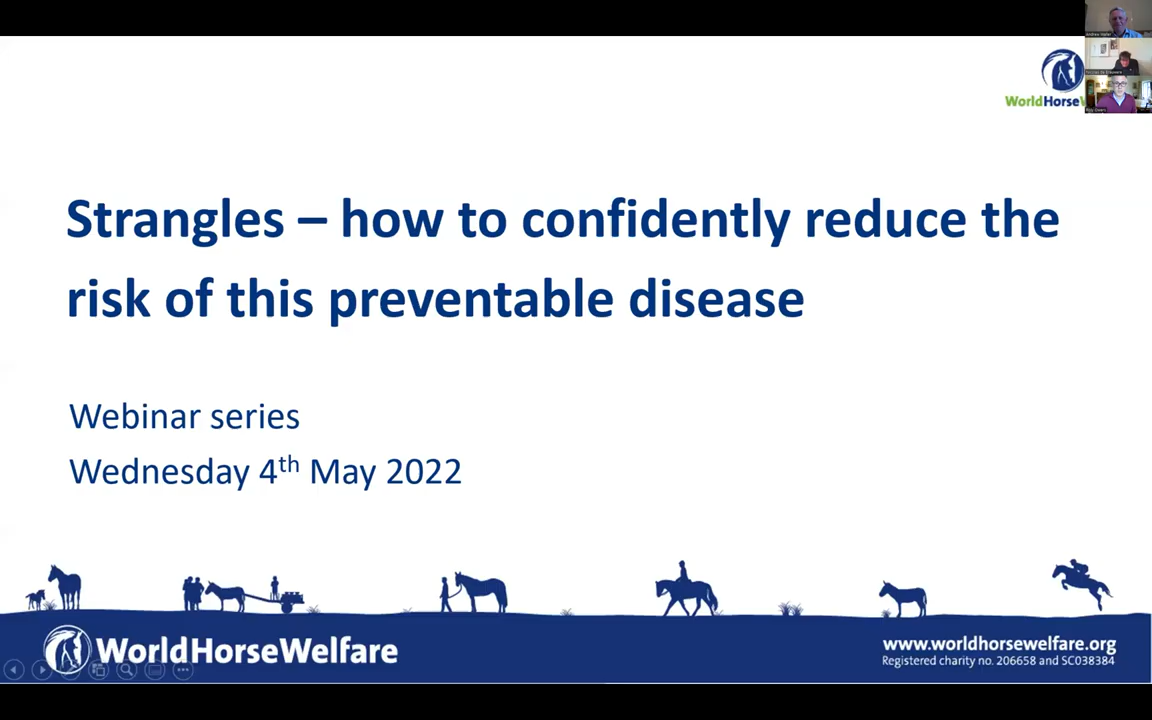 WorldHorseW
Strangles – how to confidently reduce the
risk of this preventable disease
Webinar series
Wednesday 4th May 2022
WorldHorseWelfare
www.worldhorsewelfare.org
Registered charity no. 206658 and SC038384